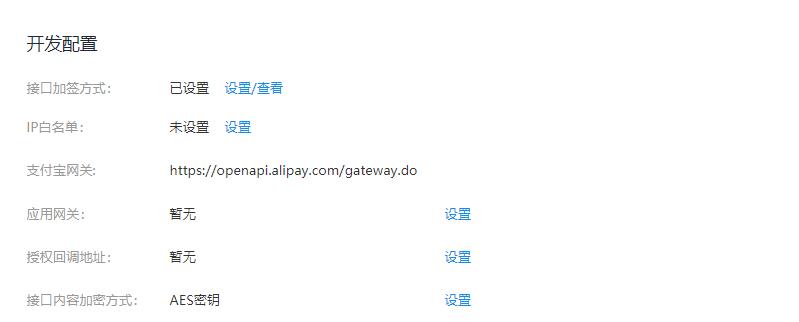 开发配置
接口加签方式： 已设置 设置/查看
IP白名单： 未设置 设置
支付宝网关： https://openapi.alipay.com/gateway.do
应用网关： 暂无 设置
授权回调地址： 暂无 设置
接口内容加密方式： AES密钥 设置